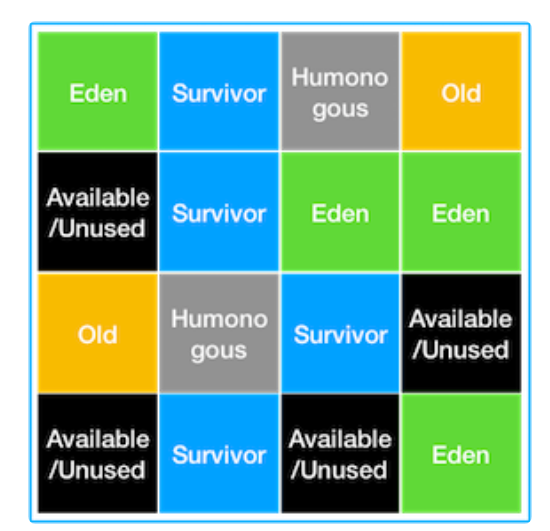 Eden
Survivor
Humono
gous
Old
Available
/Unused
Survivor
Eden
Eden
Old
Humono
gous
Survivor
Available
/Unused
Available
/Unused
Survivor
Available
/Unused
Eden